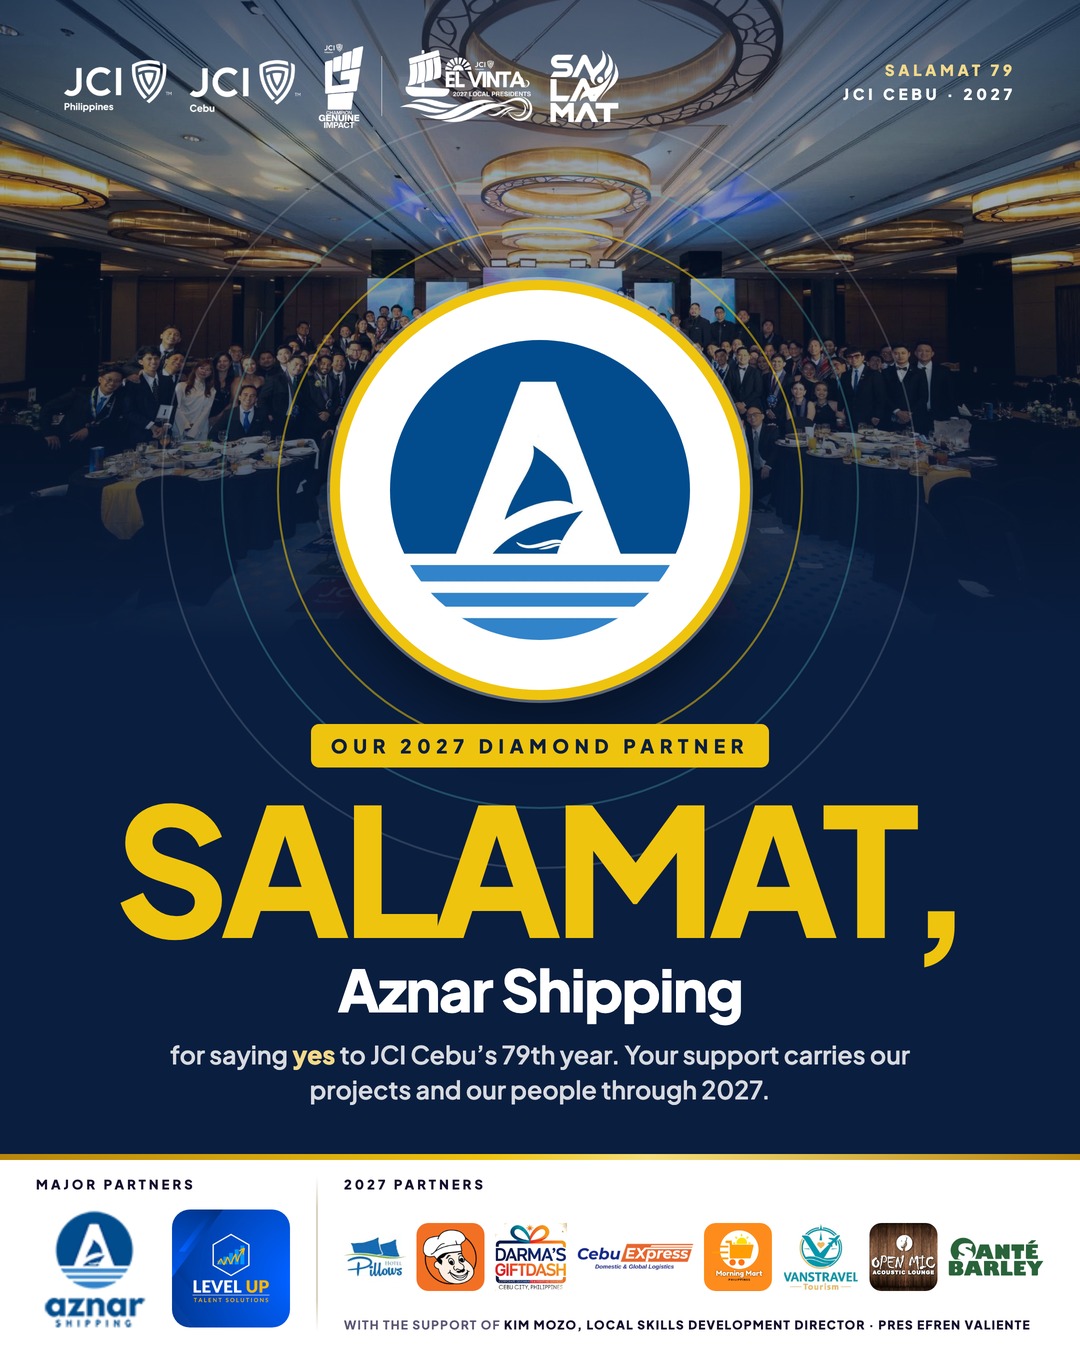 JCI
Philippines
JCI
Cebu
JCI
CHAMPION
GENUINE
IMPACT
JCI
EL VINTA
2027 LOCAL PRESIDENTS
SALAMAT
SALAMAT 79
JCI CEBU · 2027
OUR 2027 DIAMOND PARTNER
SALAMAT,
Aznar Shipping
for saying yes to JCI Cebu's 79th year. Your support carries our
projects and our people through 2027.
MAJOR PARTNERS
aznar
SHIPPING
LEVEL UP
TALENT SOLUTIONS
2027 PARTNERS
HOTEL
Pillows
DARMA'S
GIFTDASH
CEBU CITY, PHILIPPINES
Cebu EXpress
Domestic & Global Logistics
Morning Mart
PHILIPPINES
VANSTRAVEL
Tourism
OPEN MIC
ACOUSTIC LOUNGE
SANTÉ
BARLEY
WITH THE SUPPORT OF KIM MOZO, LOCAL SKILLS DEVELOPMENT DIRECTOR · PRES EFREN VALIENTE